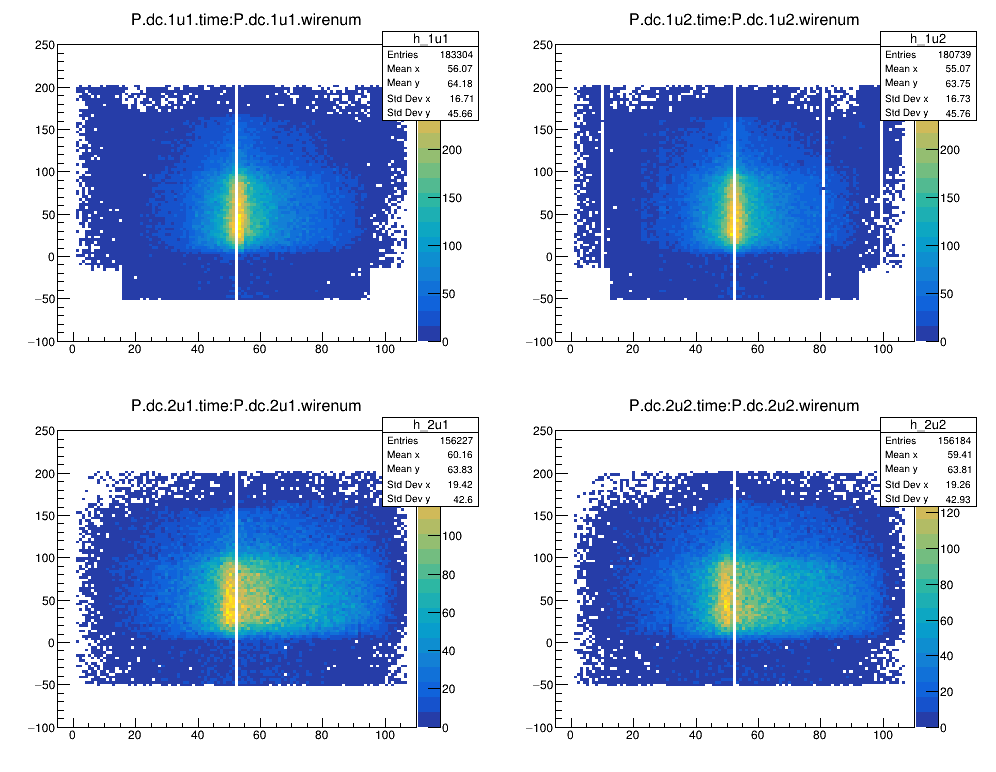 P.dc.1u1.time:P.dc.1u1.wirenum
h_1u1
Entries 183304
Mean x 56.07
Mean y 64.18
Std Dev x 16.71
Std Dev y 45.66
250
200
150
100
50
0
−50
−100
0 20 40 60 80 100
200
150
100
50
0
P.dc.1u2.time:P.dc.1u2.wirenum
h_1u2
Entries 180739
Mean x 55.07
Mean y 63.75
Std Dev x 16.73
Std Dev y 45.76
250
200
150
100
50
0
−50
−100
0 20 40 60 80 100
200
150
100
50
0
P.dc.2u1.time:P.dc.2u1.wirenum
h_2u1
Entries 156227
Mean x 60.16
Mean y 63.83
Std Dev x 19.42
Std Dev y 42.6
250
200
150
100
50
0
−50
−100
0 20 40 60 80 100
100
80
60
40
20
0
P.dc.2u2.time:P.dc.2u2.wirenum
h_2u2
Entries 156184
Mean x 59.41
Mean y 63.81
Std Dev x 19.26
Std Dev y 42.93
250
200
150
100
50
0
−50
−100
0 20 40 60 80 100
120
100
80
60
40
20
0